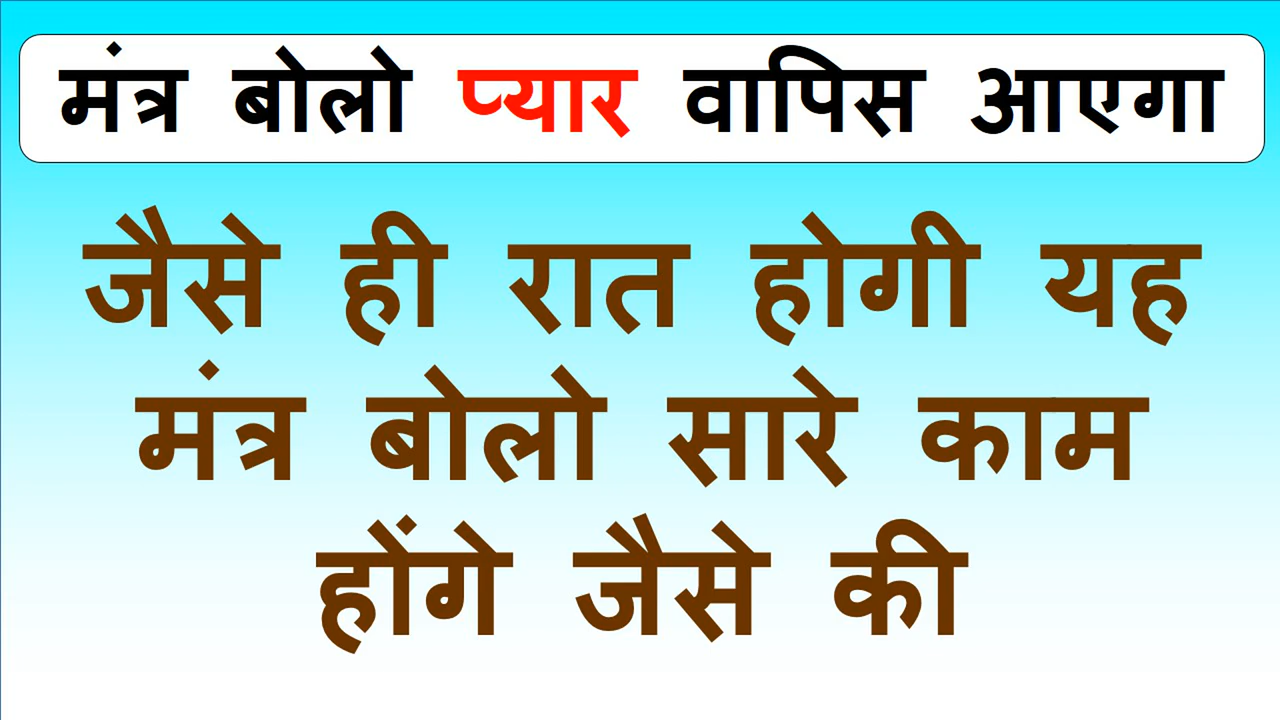 मंत्र बोलो प्यार वापिस आएगा
जैसे ही रात होगी यह
मंत्र बोलो सारे काम
होंगे जैसे की